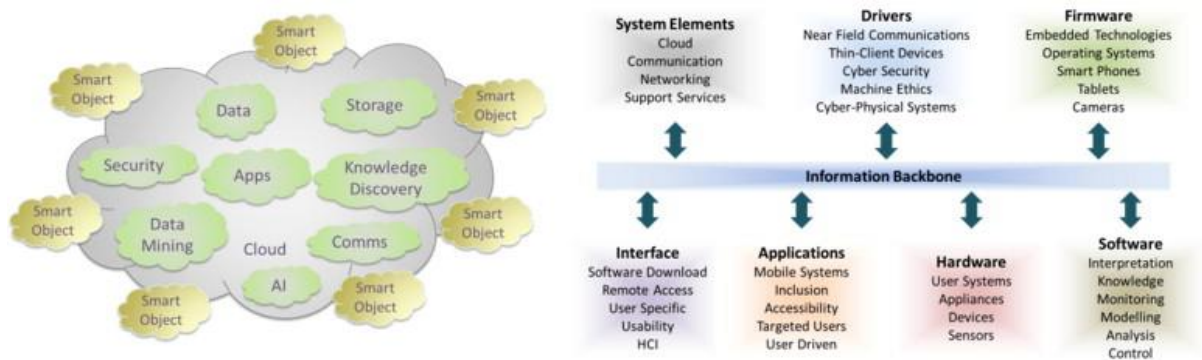 Smart
Object
Smart
Object
Smart
Object
Data
Storage
Security
Apps
Knowledge
Discovery
Smart
Object
Smart
Object
Data
Mining
Cloud
Comms
AI
Smart
Object
Smart
Object
System Elements
Cloud
Communication
Networking
Support Services
Drivers
Near Field Communications
Thin-Client Devices
Cyber Security
Machine Ethics
Cyber-Physical Systems
Firmware
Embedded Technologies
Operating Systems
Smart Phones
Tablets
Cameras
Information Backbone
Interface
Software Download
Remote Access
User Specific
Usability
HCI
Applications
Mobile Systems
Inclusion
Accessibility
Targeted Users
User Driven
Hardware
User Systems
Appliances
Devices
Sensors
Software
Interpretation
Knowledge
Monitoring
Modelling
Analysis
Control